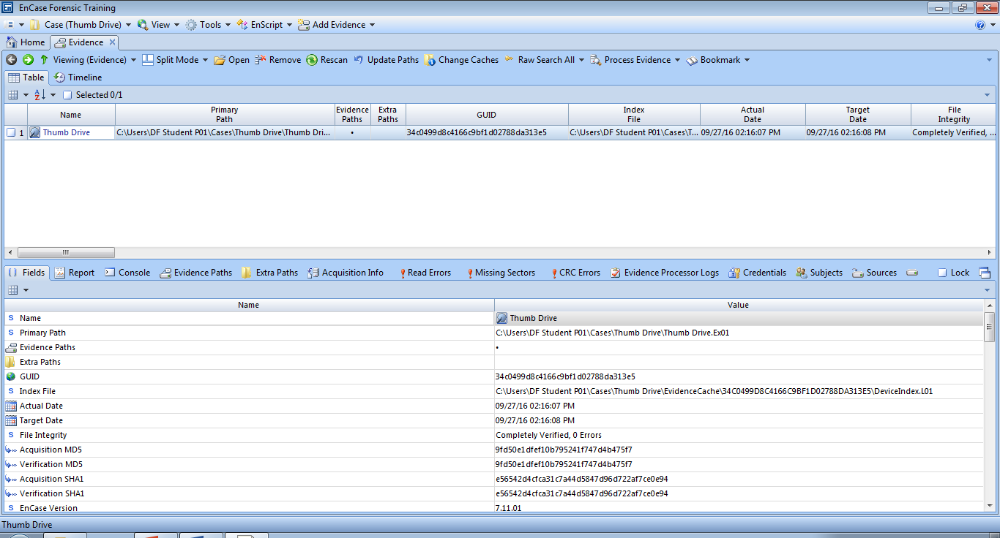 EnCase Forensic Training
Case (Thumb Drive) View Tools EnScript Add Evidence
Home Evidence
Viewing (Evidence) Split Mode Open Remove Rescan Update Paths Change Caches Raw Search All Process Evidence Bookmark
Table Timeline
Selected 0/1
Name Primary Path Evidence Paths Extra Paths GUID Index File Actual Date Target Date File Integrity
1 Thumb Drive C:\Users\DF Student P01\Cases\Thumb Drive\Thumb Dri... • 34c0499d8c4166c9bf1d02788da313e5 C:\Users\DF Student P01\Cases\T... 09/27/16 02:16:07 PM 09/27/16 02:16:08 PM Completely Verified, ...
Fields Report Console Evidence Paths Extra Paths Acquisition Info Read Errors Missing Sectors CRC Errors Evidence Processor Logs Credentials Subjects Sources Lock
Name Value
Name Thumb Drive
Primary Path C:\Users\DF Student P01\Cases\Thumb Drive\Thumb Drive.Ex01
Evidence Paths •
Extra Paths
GUID 34c0499d8c4166c9bf1d02788da313e5
Index File C:\Users\DF Student P01\Cases\Thumb Drive\EvidenceCache\34C0499D8C4166C9BF1D02788DA313E5\DeviceIndex.L01
Actual Date 09/27/16 02:16:07 PM
Target Date 09/27/16 02:16:08 PM
File Integrity Completely Verified, 0 Errors
Acquisition MD5 9fd50e1dfef10b795241f747d4b475f7
Verification MD5 9fd50e1dfef10b795241f747d4b475f7
Acquisition SHA1 e56542d4cfca31c7a44d5847d96d722af7ce0e94
Verification SHA1 e56542d4cfca31c7a44d5847d96d722af7ce0e94
EnCase Version 7.11.01
Thumb Drive